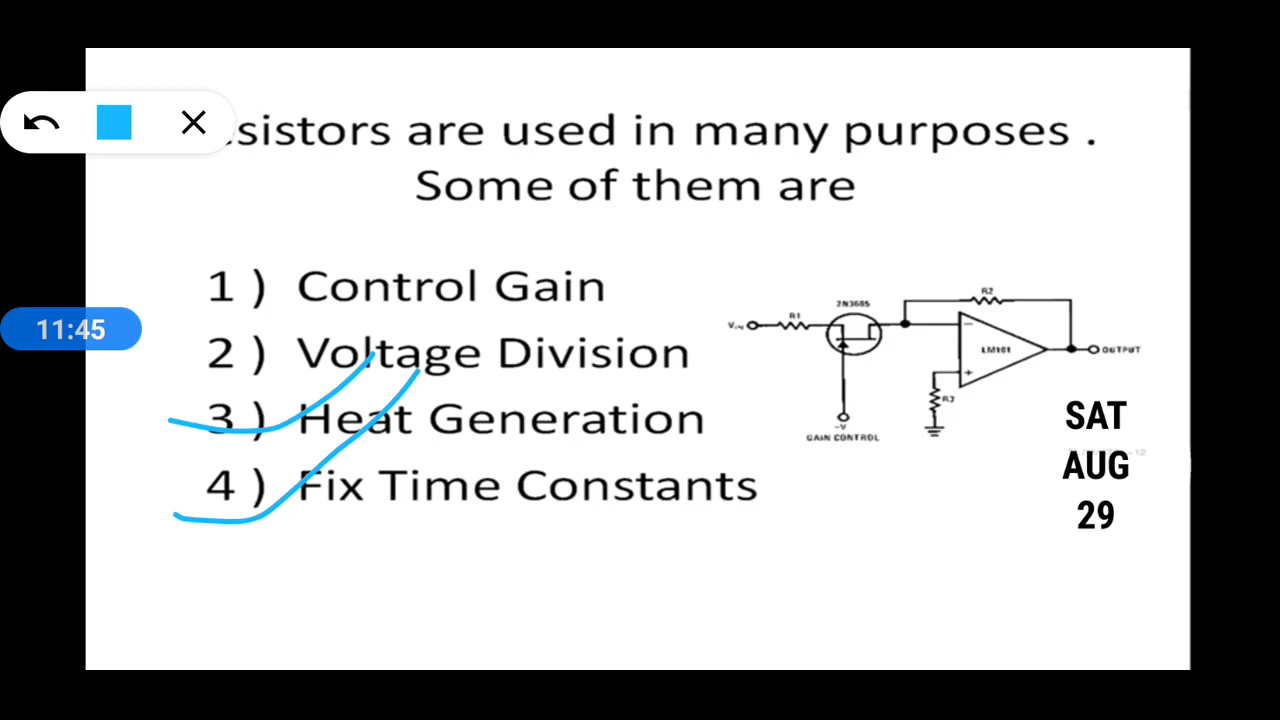 sistors are used in many purposes .
Some of them are
1 ) Control Gain
2 ) Voltage Division
3 ) Heat Generation
4 ) Fix Time Constants
11:45
2N3685
R1
R2
LM101
OUTPUT
-V
GAIN CONTROL
SAT
AUG
29